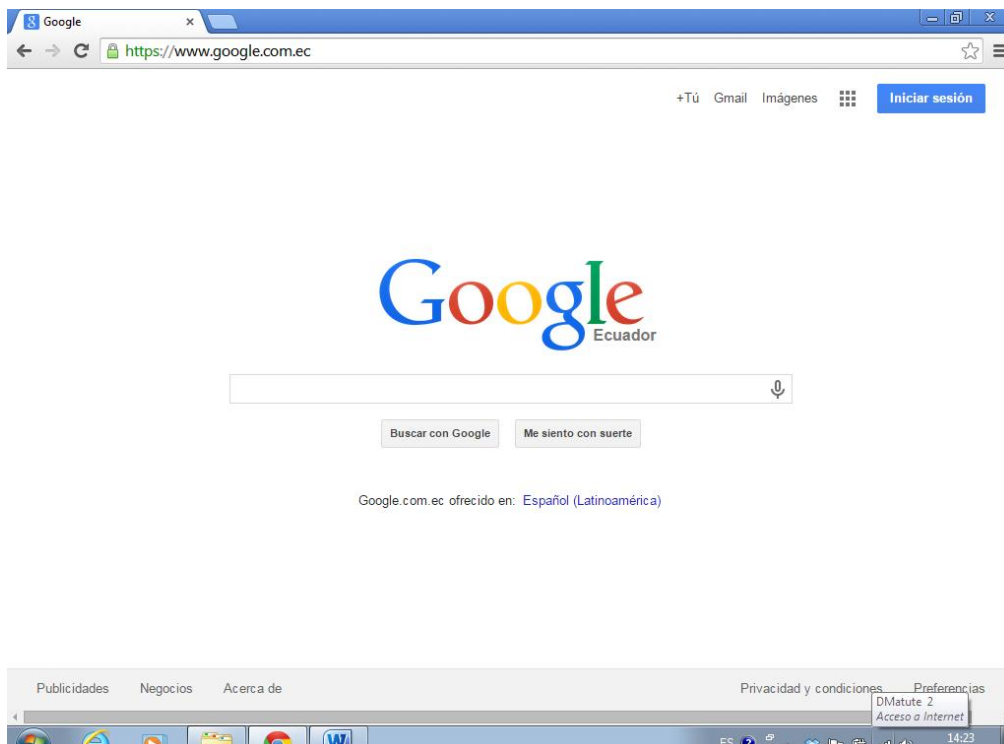 Google
https://www.google.com.ec
+Tú Gmail Imágenes Iniciar sesión
Google
Ecuador
Buscar con Google Me siento con suerte
Google.com.ec ofrecido en: Español (Latinoamérica)
Publicidades Negocios Acerca de Privacidad y condiciones Preferencias
DMatute 2
Acceso a Internet
ES 14:23